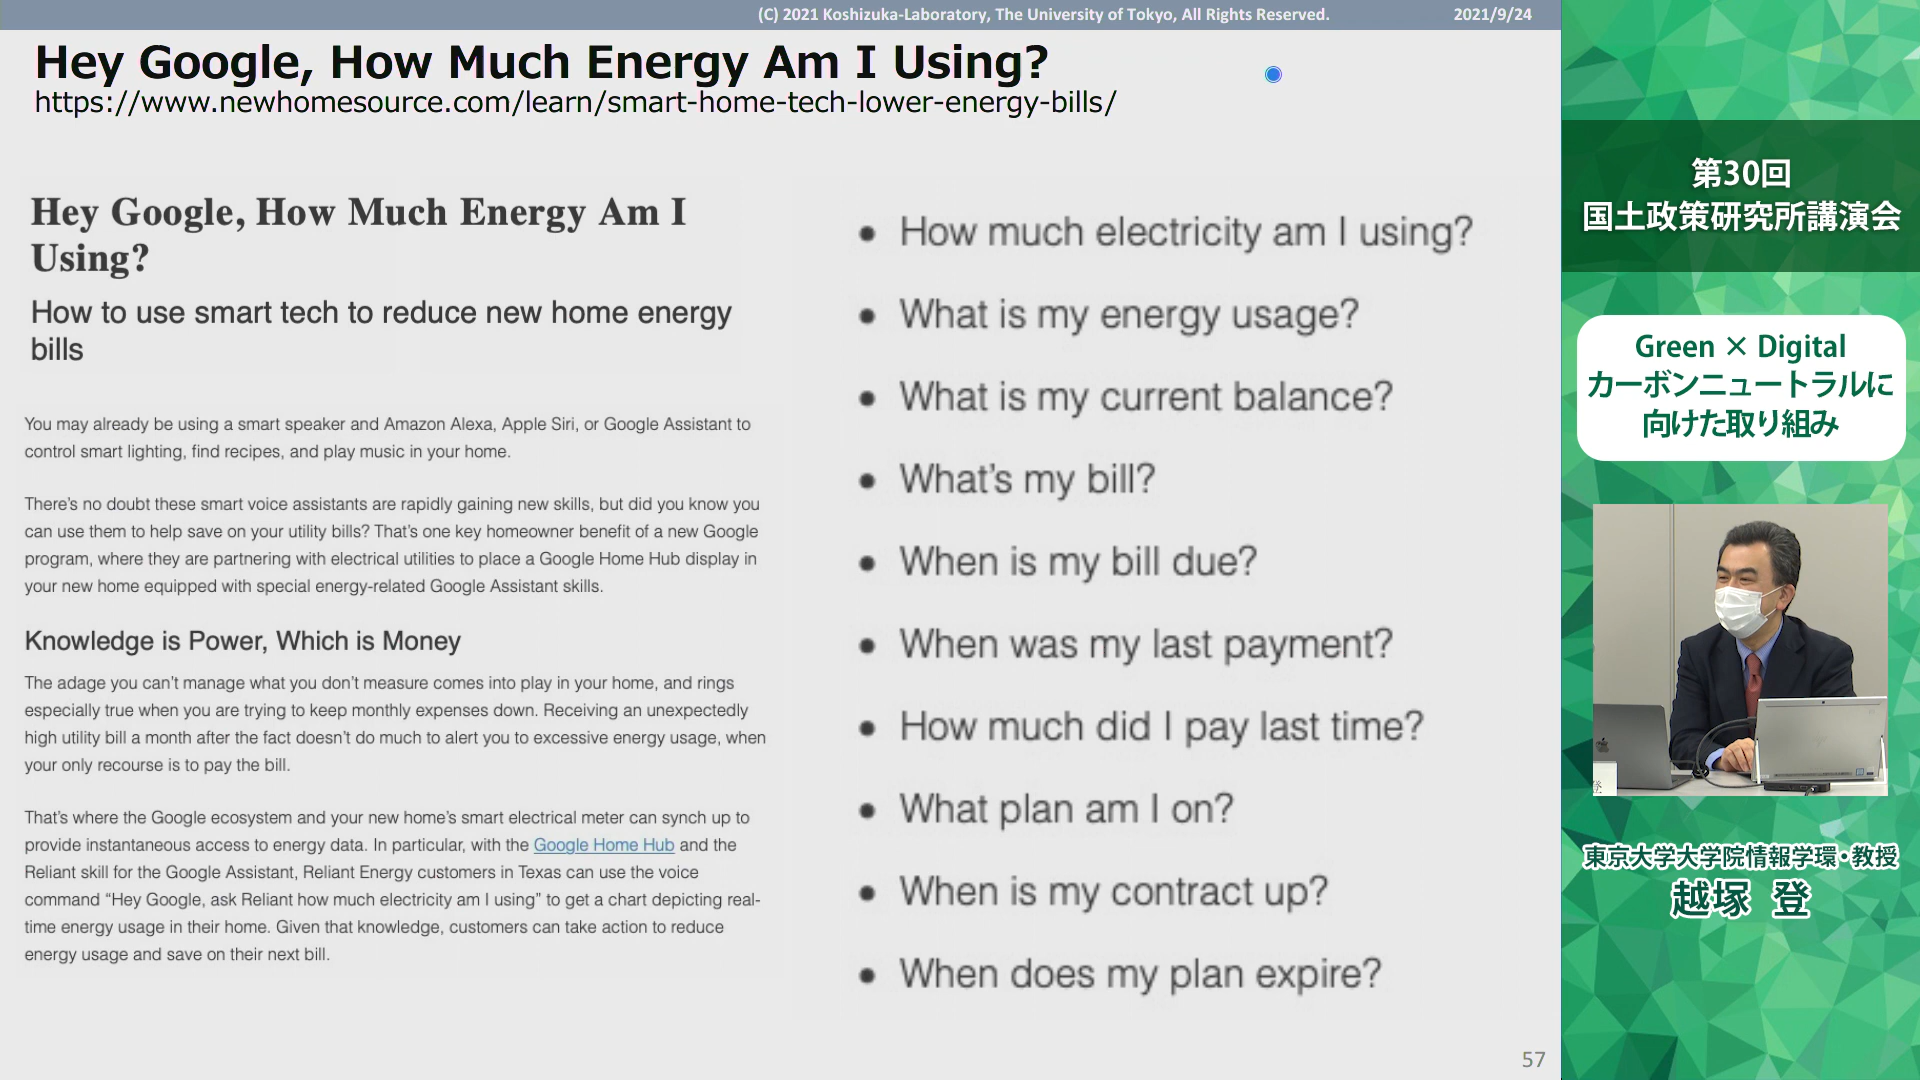 (C) 2021 Koshizuka-Laboratory, The University of Tokyo, All Rights Reserved.
2021/9/24
Hey Google, How Much Energy Am I Using?
https://www.newhomesource.com/learn/smart-home-tech-lower-energy-bills/
Hey Google, How Much Energy Am I
Using?
How to use smart tech to reduce new home energy
bills
You may already be using a smart speaker and Amazon Alexa, Apple Siri, or Google Assistant to
control smart lighting, find recipes, and play music in your home.
There's no doubt these smart voice assistants are rapidly gaining new skills, but did you know you
can use them to help save on your utility bills? That's one key homeowner benefit of a new Google
program, where they are partnering with electrical utilities to place a Google Home Hub display in
your new home equipped with special energy-related Google Assistant skills.
Knowledge is Power, Which is Money
The adage you can't manage what you don't measure comes into play in your home, and rings
especially true when you are trying to keep monthly expenses down. Receiving an unexpectedly
high utility bill a month after the fact doesn't do much to alert you to excessive energy usage, when
your only recourse is to pay the bill.
That's where the Google ecosystem and your new home's smart electrical meter can synch up to
provide instantaneous access to energy data. In particular, with the Google Home Hub and the
Reliant skill for the Google Assistant, Reliant Energy customers in Texas can use the voice
command "Hey Google, ask Reliant how much electricity am I using" to get a chart depicting real-
time energy usage in their home. Given that knowledge, customers can take action to reduce
energy usage and save on their next bill.
• How much electricity am I using?
• What is my energy usage?
• What is my current balance?
• What's my bill?
• When is my bill due?
• When was my last payment?
• How much did I pay last time?
• What plan am I on?
• When is my contract up?
• When does my plan expire?
57
第30回
国土政策研究所講演会
Green × Digital
カーボンニュートラルに
向けた取り組み
登
東京大学大学院情報学環・教授
越塚 登